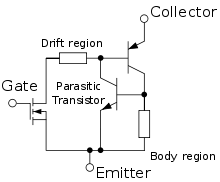 Collector
Drift region
Gate
Parasitic
Transistor
Emitter
Body region